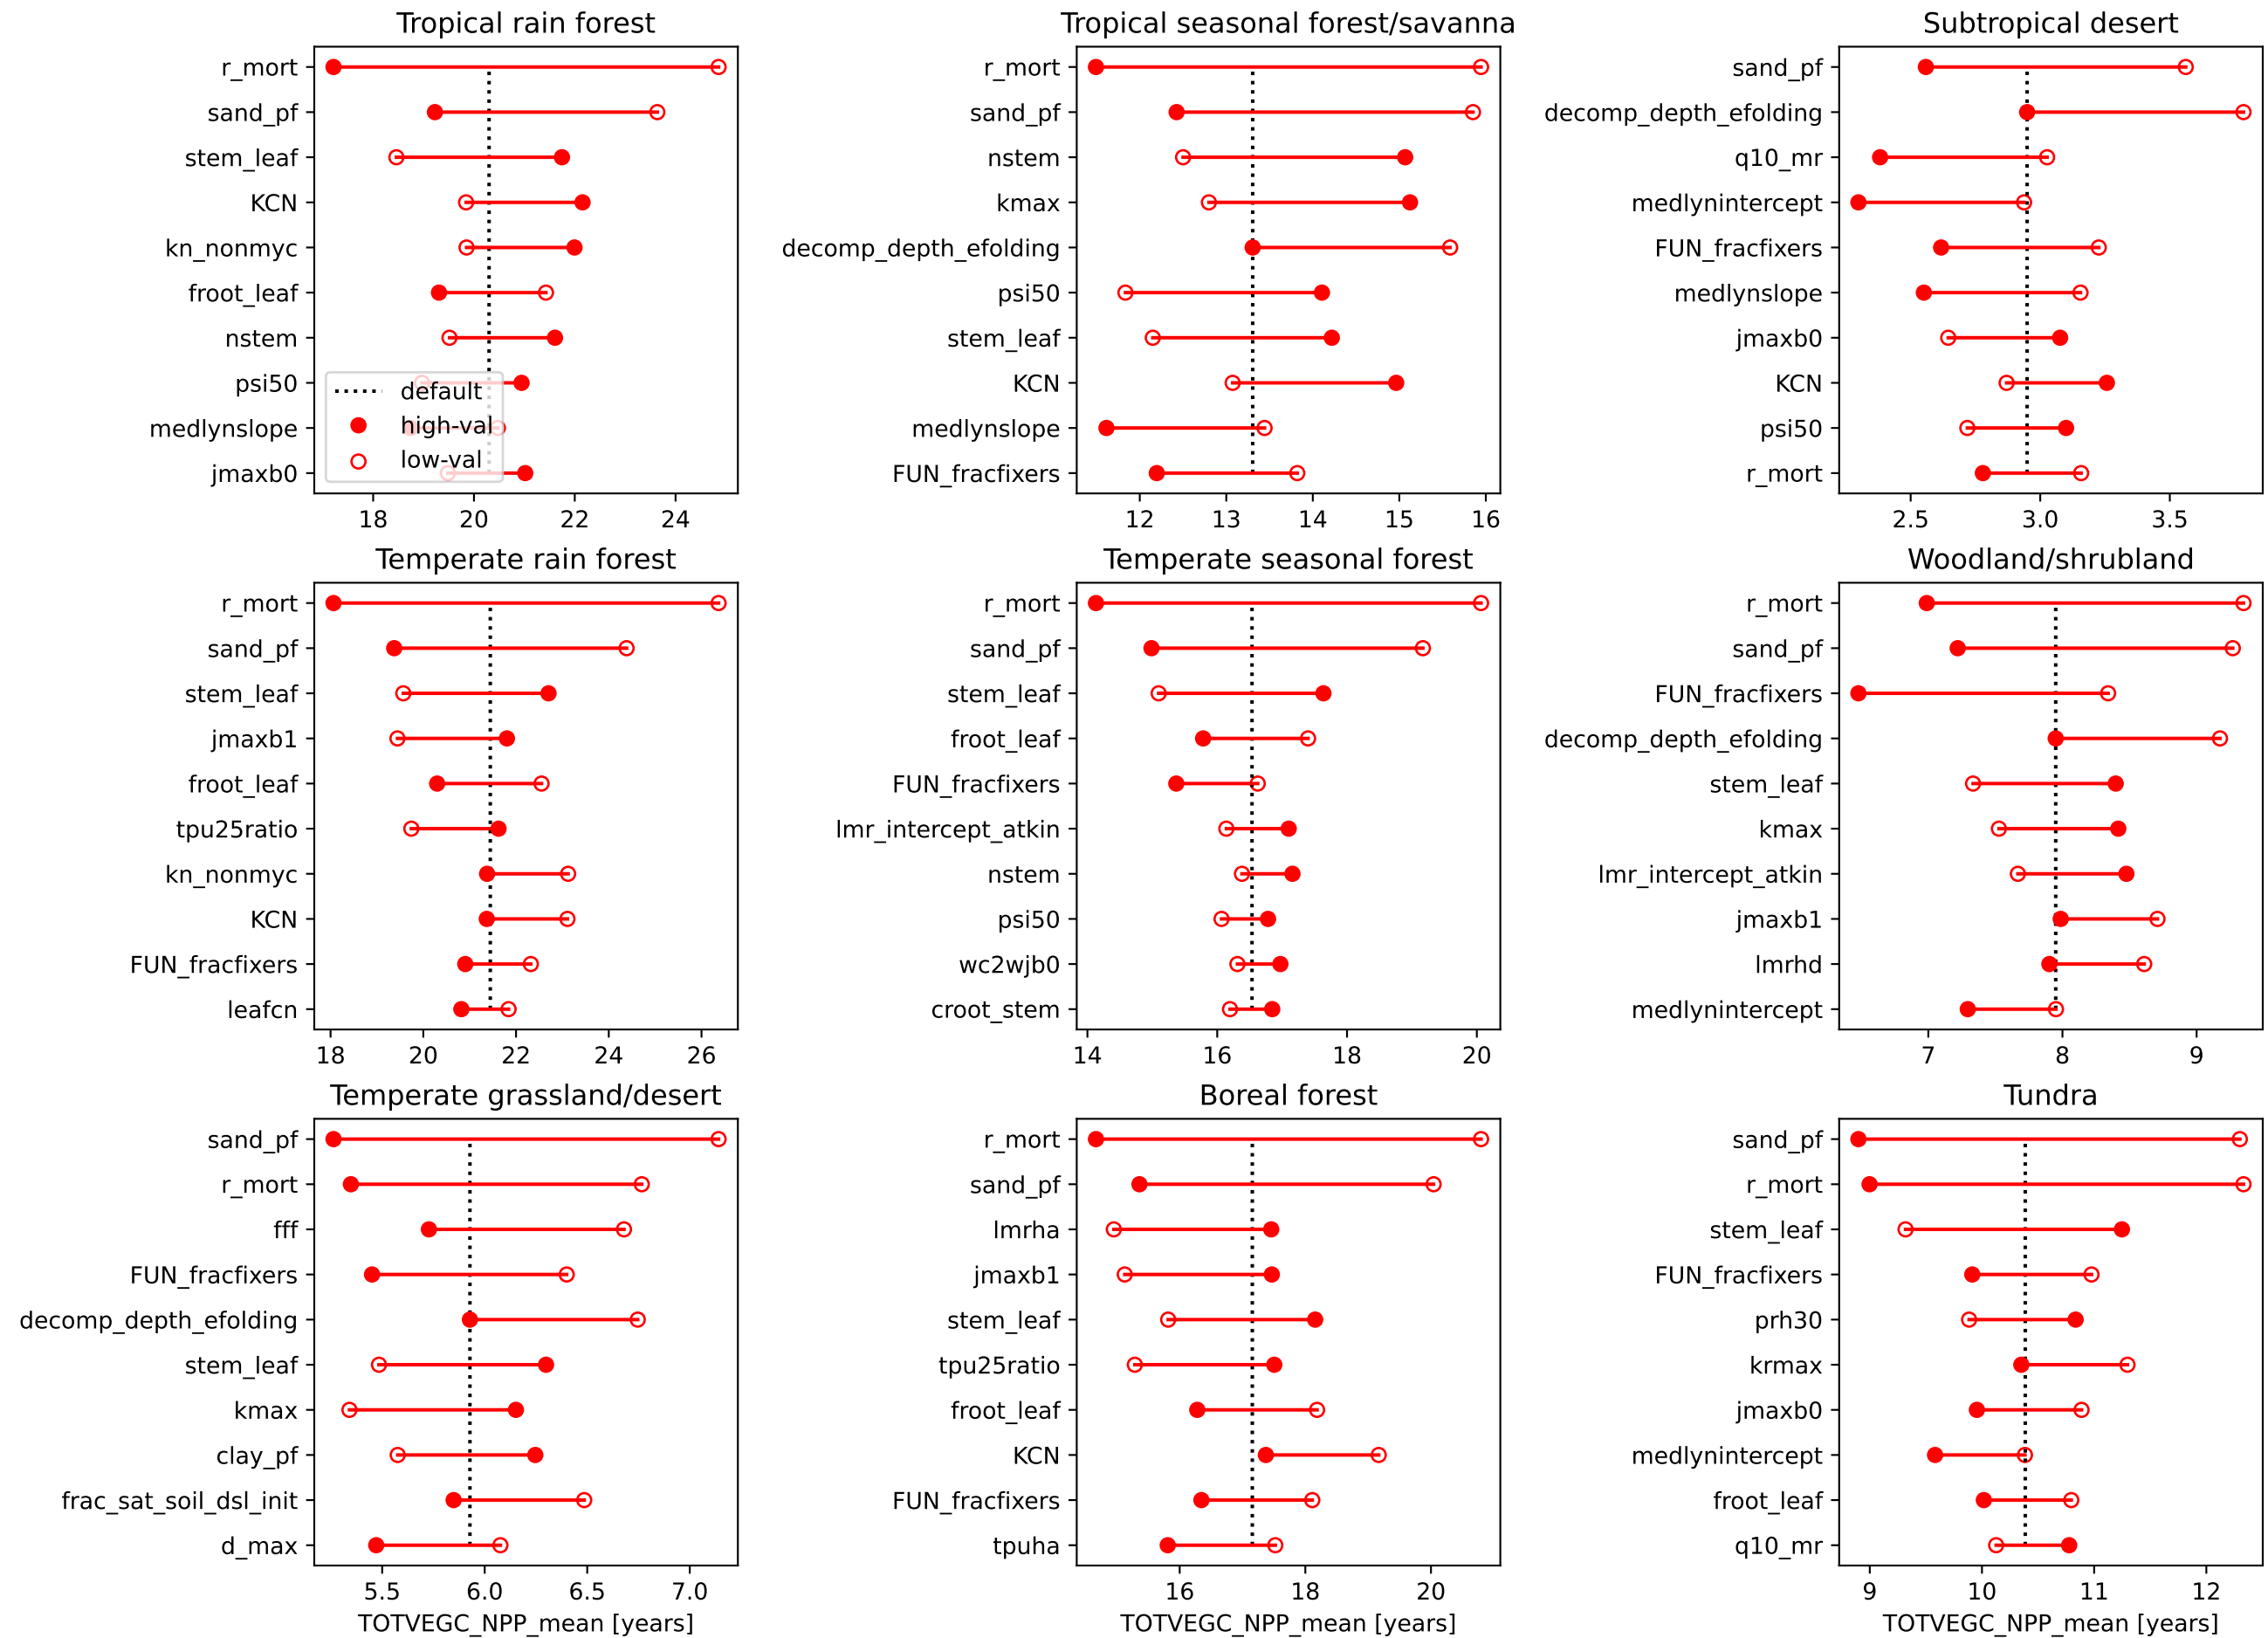 Tropical rain forest
r_mort
sand_pf
stem_leaf
KCN
kn_nonmyc
froot_leaf
nstem
psi50
medlynslope
jmaxb0
default
high-val
low-val
18 20 22 24
Tropical seasonal forest/savanna
r_mort
sand_pf
nstem
kmax
decomp_depth_efolding
psi50
stem_leaf
KCN
medlynslope
FUN_fracfixers
12 13 14 15 16
Subtropical desert
sand_pf
decomp_depth_efolding
q10_mr
medlynintercept
FUN_fracfixers
medlynslope
jmaxb0
KCN
psi50
r_mort
2.5 3.0 3.5
Temperate rain forest
r_mort
sand_pf
stem_leaf
jmaxb1
froot_leaf
tpu25ratio
kn_nonmyc
KCN
FUN_fracfixers
leafcn
18 20 22 24 26
Temperate seasonal forest
r_mort
sand_pf
stem_leaf
froot_leaf
FUN_fracfixers
lmr_intercept_atkin
nstem
psi50
wc2wjb0
croot_stem
14 16 18 20
Woodland/shrubland
r_mort
sand_pf
FUN_fracfixers
decomp_depth_efolding
stem_leaf
kmax
lmr_intercept_atkin
jmaxb1
lmrhd
medlynintercept
7 8 9
Temperate grassland/desert
sand_pf
r_mort
fff
FUN_fracfixers
decomp_depth_efolding
stem_leaf
kmax
clay_pf
frac_sat_soil_dsl_init
d_max
5.5 6.0 6.5 7.0
TOTVEGC_NPP_mean [years]
Boreal forest
r_mort
sand_pf
lmrha
jmaxb1
stem_leaf
tpu25ratio
froot_leaf
KCN
FUN_fracfixers
tpuha
16 18 20
TOTVEGC_NPP_mean [years]
Tundra
sand_pf
r_mort
stem_leaf
FUN_fracfixers
prh30
krmax
jmaxb0
medlynintercept
froot_leaf
q10_mr
9 10 11 12
TOTVEGC_NPP_mean [years]